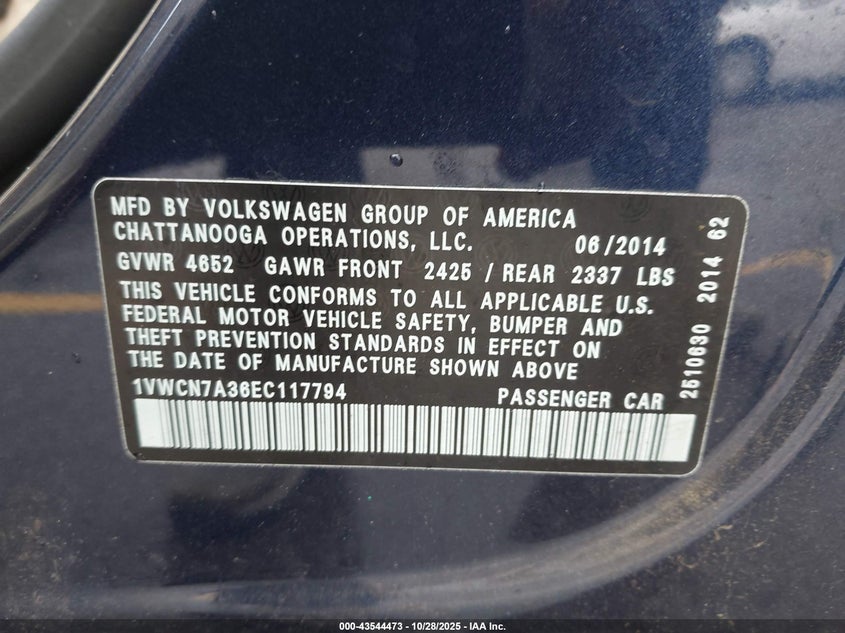 MFD BY VOLKSWAGEN GROUP OF AMERICA
CHATTANOOGA OPERATIONS, LLC. 06/2014
GVWR 4652 GAWR FRONT 2425 / REAR 2337 LBS
THIS VEHICLE CONFORMS TO ALL APPLICABLE U.S.
FEDERAL MOTOR VEHICLE SAFETY, BUMPER AND
THEFT PREVENTION STANDARDS IN EFFECT ON
THE DATE OF MANUFACTURE SHOWN ABOVE
1VWCN7A36EC117794 PASSENGER CAR
2510630 2014 62
000-43544473 - 10/28/2025 - IAA Inc.